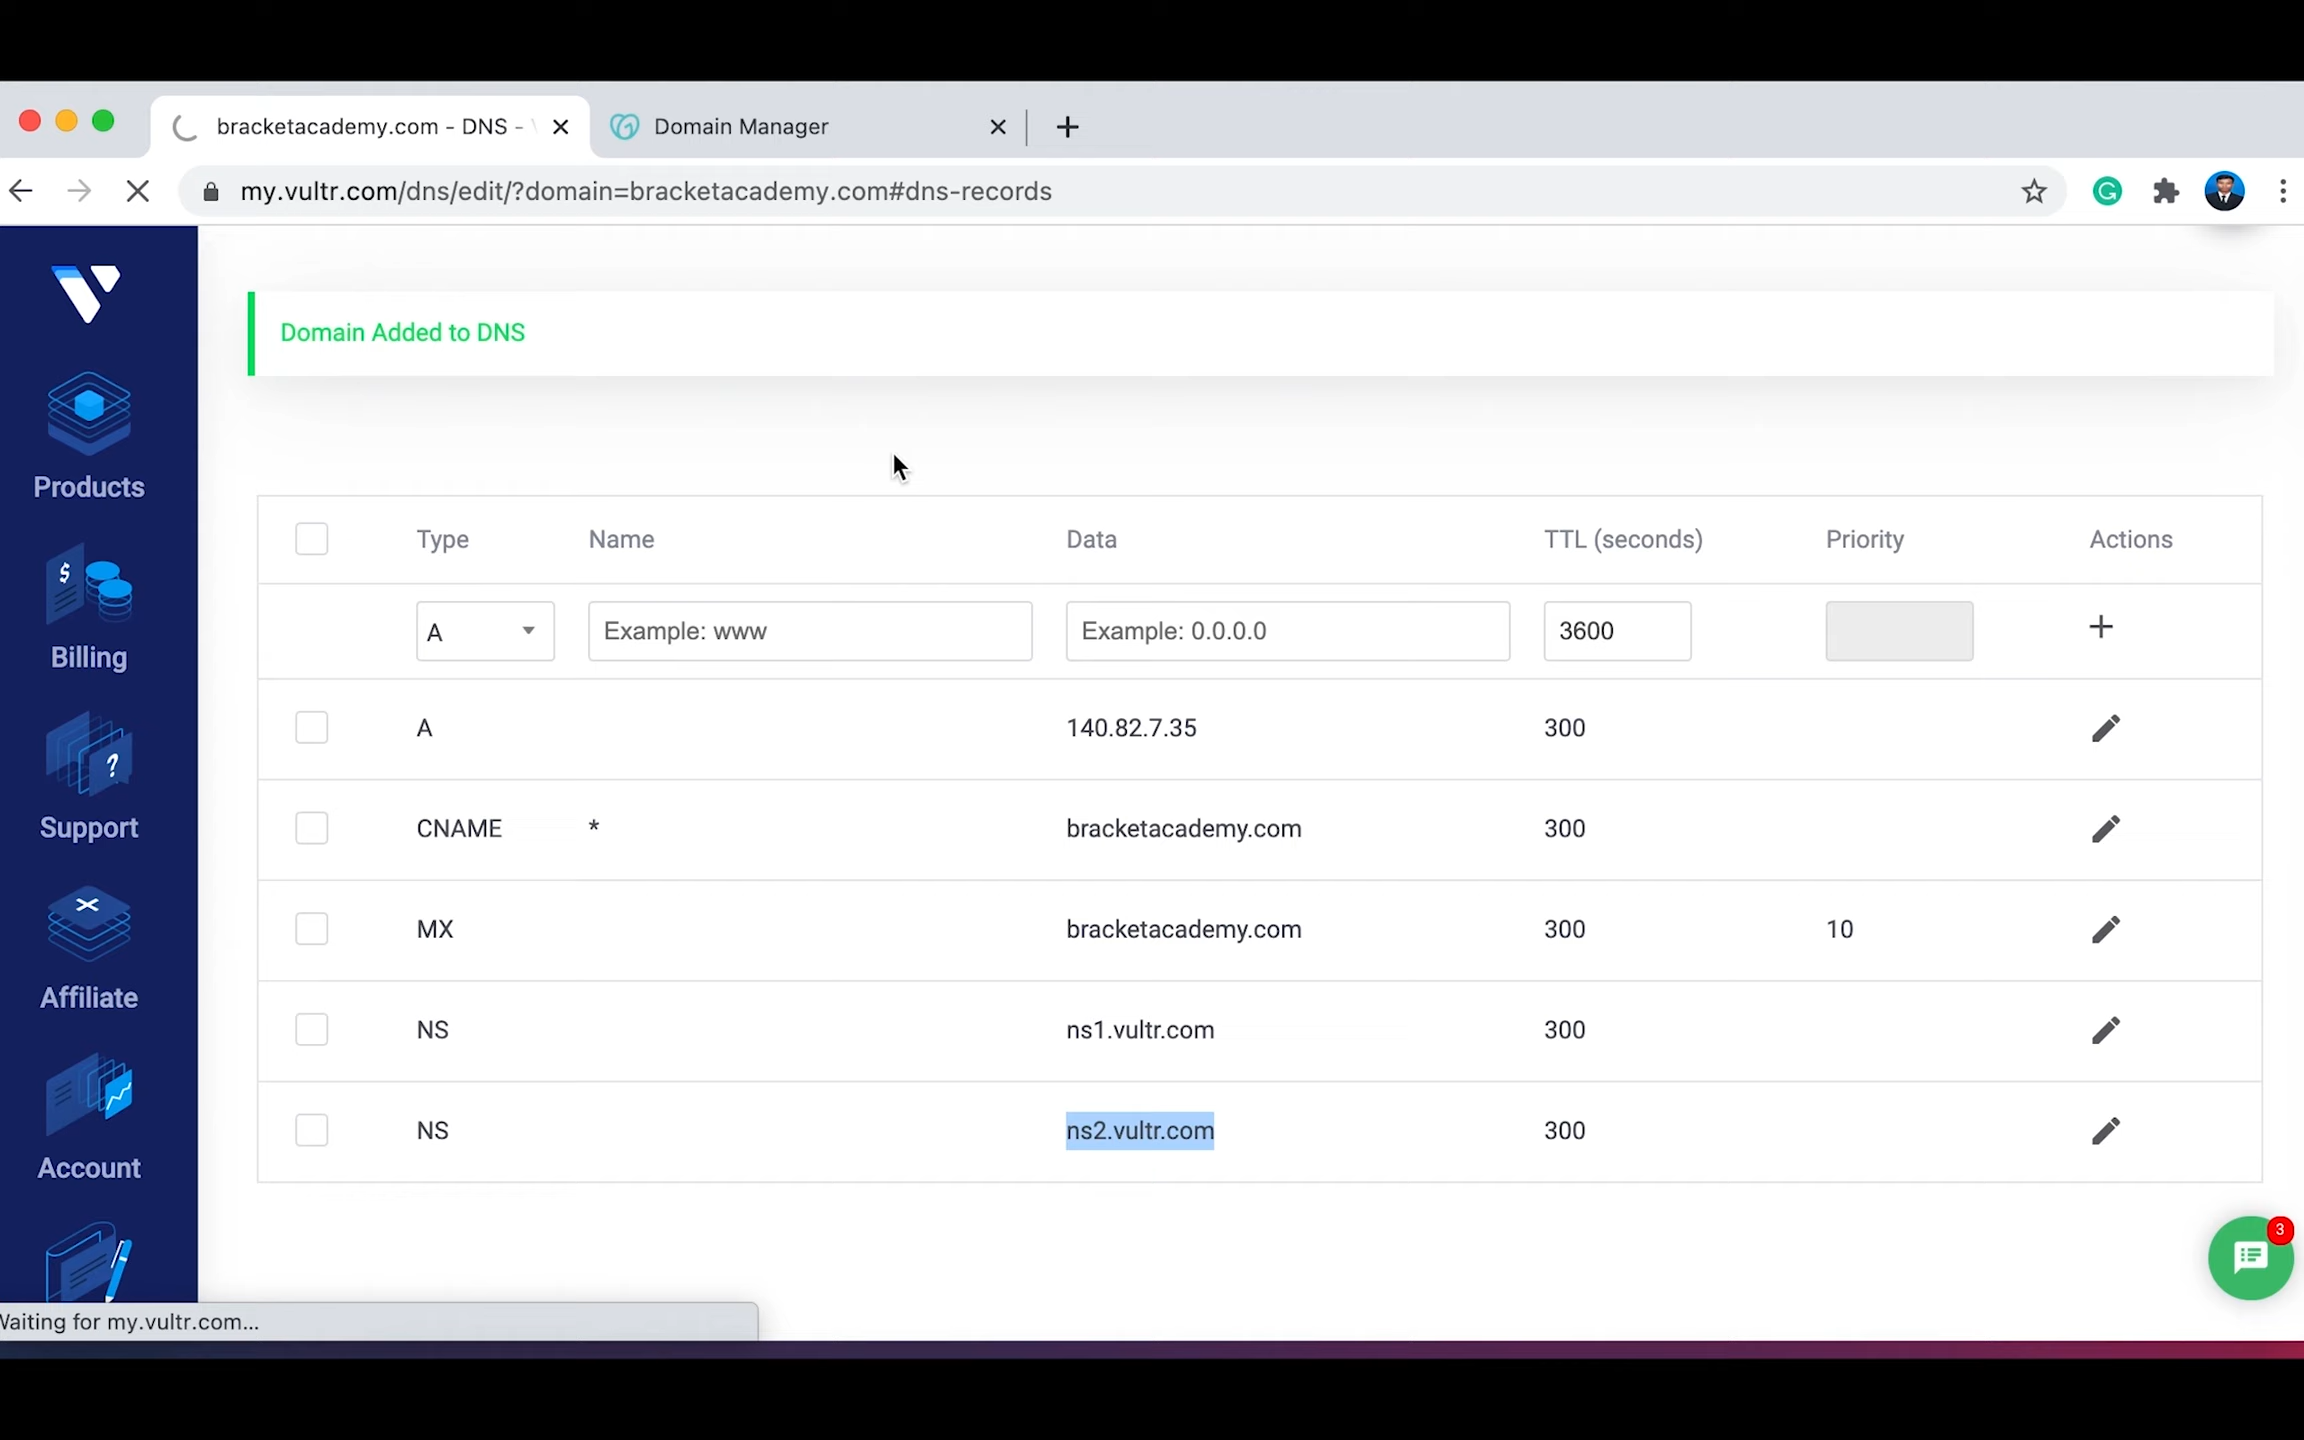 bracketacademy.com - DNS -
Domain Manager
my.vultr.com/dns/edit/?domain=bracketacademy.com#dns-records
Domain Added to DNS
Products
Billing
Support
Affiliate
Account
Type Name Data TTL (seconds) Priority Actions
A Example: www Example: 0.0.0.0 3600 +
A 140.82.7.35 300
CNAME * bracketacademy.com 300
MX bracketacademy.com 300 10
NS ns1.vultr.com 300
NS ns2.vultr.com 300
3
Waiting for my.vultr.com...